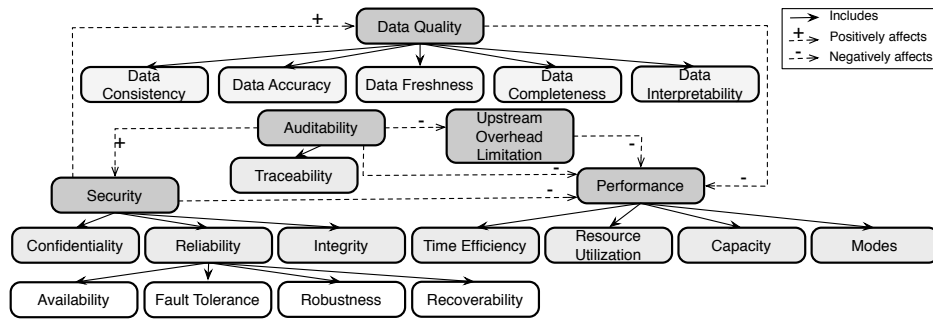 Data Quality
Includes
+
Positively affects
-
Negatively affects
+
Data
Consistency
Data Accuracy
Data Freshness
Data
Completeness
Data
Interpretability
Auditability
-
Upstream
Overhead
Limitation
+
-
Traceability
-
-
Security
-
Performance
Confidentiality
Reliability
Integrity
Time Efficiency
Resource
Utilization
Capacity
Modes
Availability
Fault Tolerance
Robustness
Recoverability